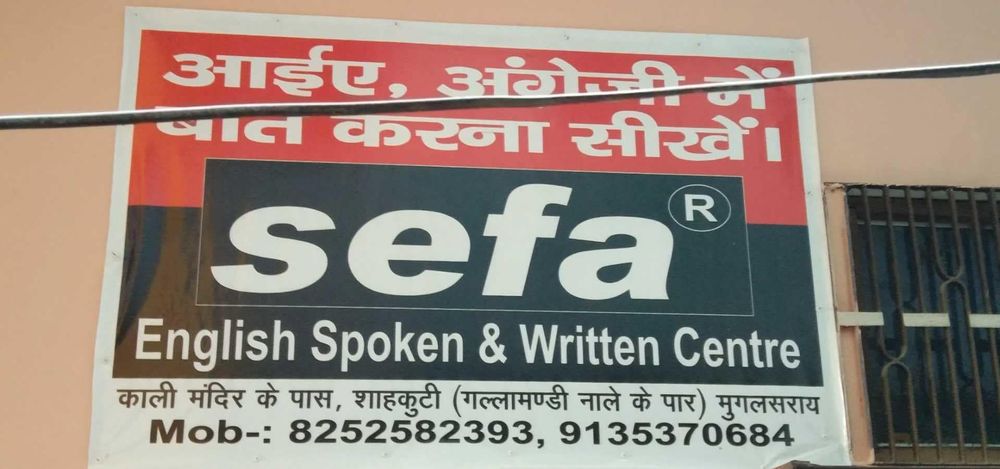 आईए, अंग्रेजी में
बात करना सीखें।
sefa ®
English Spoken & Written Centre
काली मंदिर के पास, शाहकुटी (गल्लामण्डी नाले के पार) मुगलसराय
Mob-: 8252582393, 9135370684